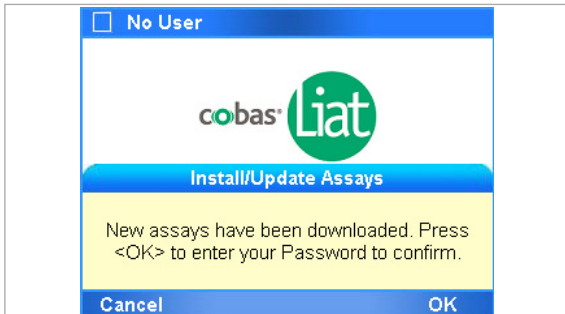 No User
cobas®
Liat
Install/Update Assays
New assays have been downloaded. Press
<OK> to enter your Password to confirm.
Cancel OK